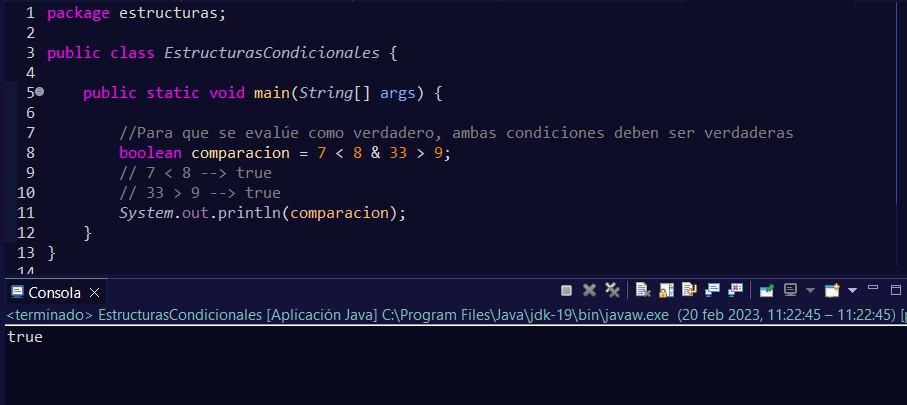 1 package estructuras;
2
3 public class EstructurasCondicionales {
4
5 public static void main(String[] args) {
6
7 //Para que se evalúe como verdadero, ambas condiciones deben ser verdaderas
8 boolean comparacion = 7 < 8 & 33 > 9;
9 // 7 < 8 --> true
10 // 33 > 9 --> true
11 System.out.println(comparacion);
12 }
13 }
14
Consola
<terminado> EstructurasCondicionales [Aplicación Java] C:\Program Files\Java\jdk-19\bin\javaw.exe (20 feb 2023, 11:22:45 – 11:22:45) [
true